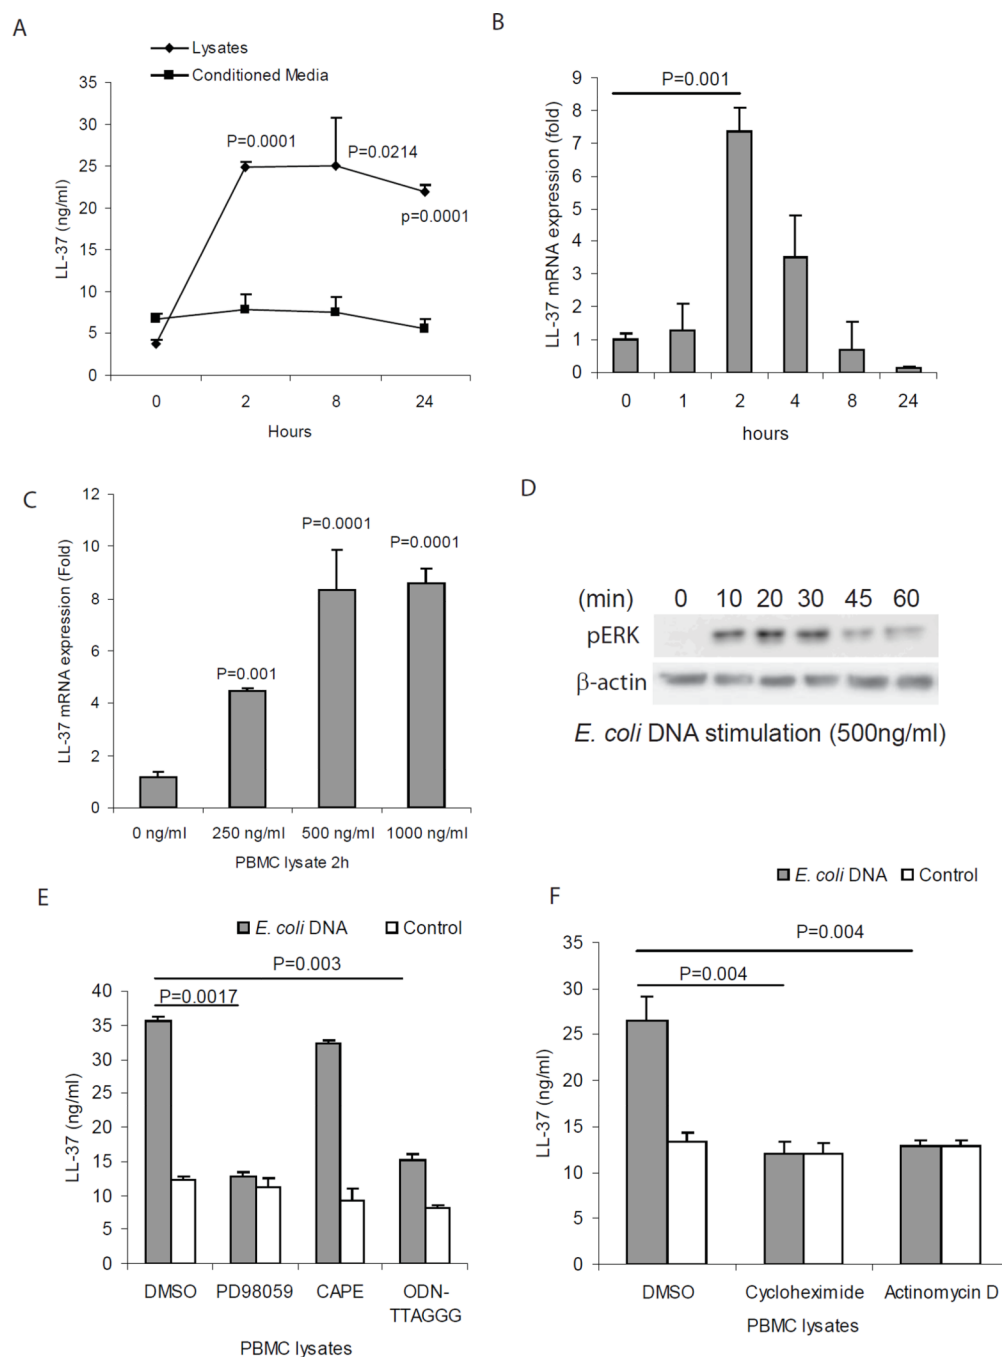 A
Lysates
Conditioned Media
35
30
25
20
15
10
5
0
LL-37 (ng/ml)
P=0.0001
P=0.0214
p=0.0001
0 2 8 24
Hours
B
P=0.001
9
8
7
6
5
4
3
2
1
0
LL-37 mRNA expression (fold)
0 1 2 4 8 24
hours
C
12
10
8
6
4
2
0
LL-37 mRNA expression (Fold)
P=0.0001
P=0.0001
P=0.001
0 ng/ml 250 ng/ml 500 ng/ml 1000 ng/ml
PBMC lysate 2h
D
(min) 0 10 20 30 45 60
pERK
β-actin
E. coli DNA stimulation (500ng/ml)
E
E. coli DNA Control
P=0.003
P=0.0017
40
35
30
25
20
15
10
5
0
LL-37 (ng/ml)
DMSO PD98059 CAPE ODN-
TTAGGG
PBMC lysates
F
E. coli DNA Control
P=0.004
P=0.004
35
30
25
20
15
10
5
0
LL-37 (ng/ml)
DMSO Cycloheximide Actinomycin D
PBMC lysates